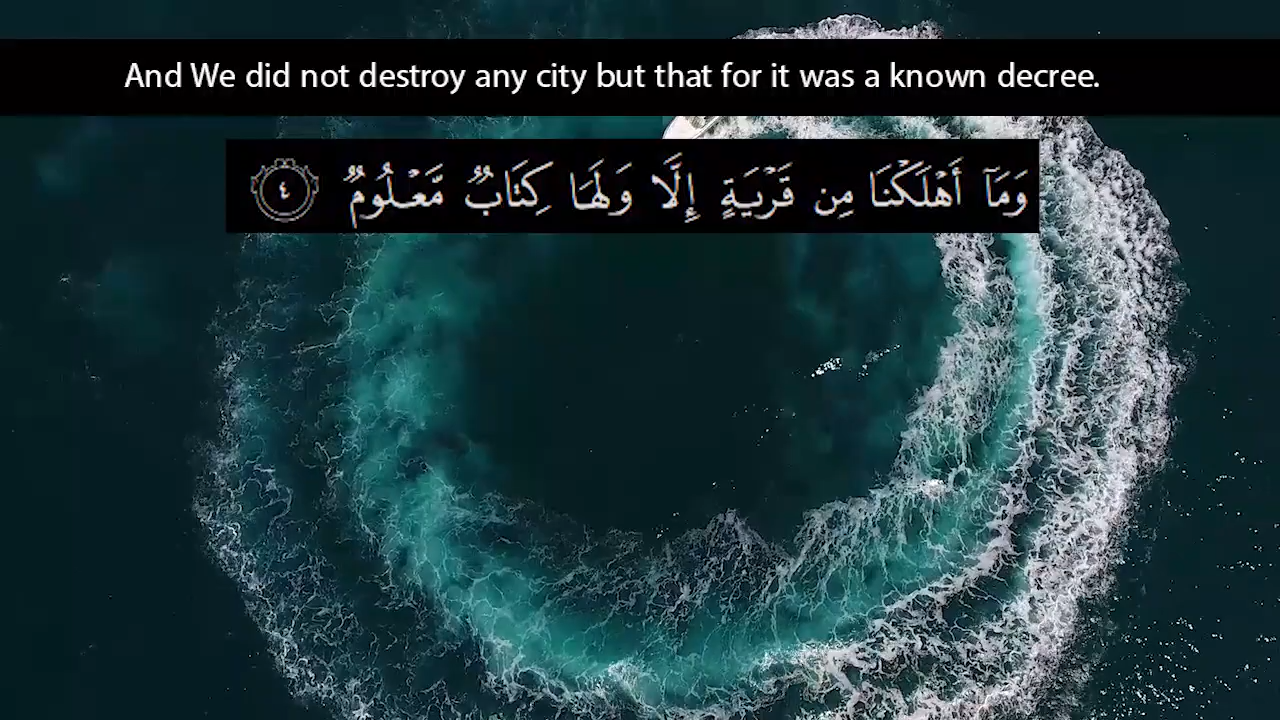 And We did not destroy any city but that for it was a known decree.
وَمَآ أَهْلَكْنَا مِن قَرْيَةٍ إِلَّا وَلَهَا كِتَابٌ مَّعْلُومٌ ٤